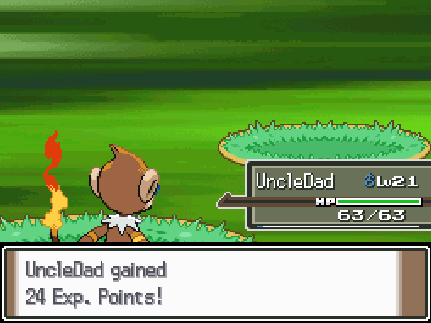 UncleDad ♂Lv21
HP
63/63
UncleDad gained
24 Exp. Points!